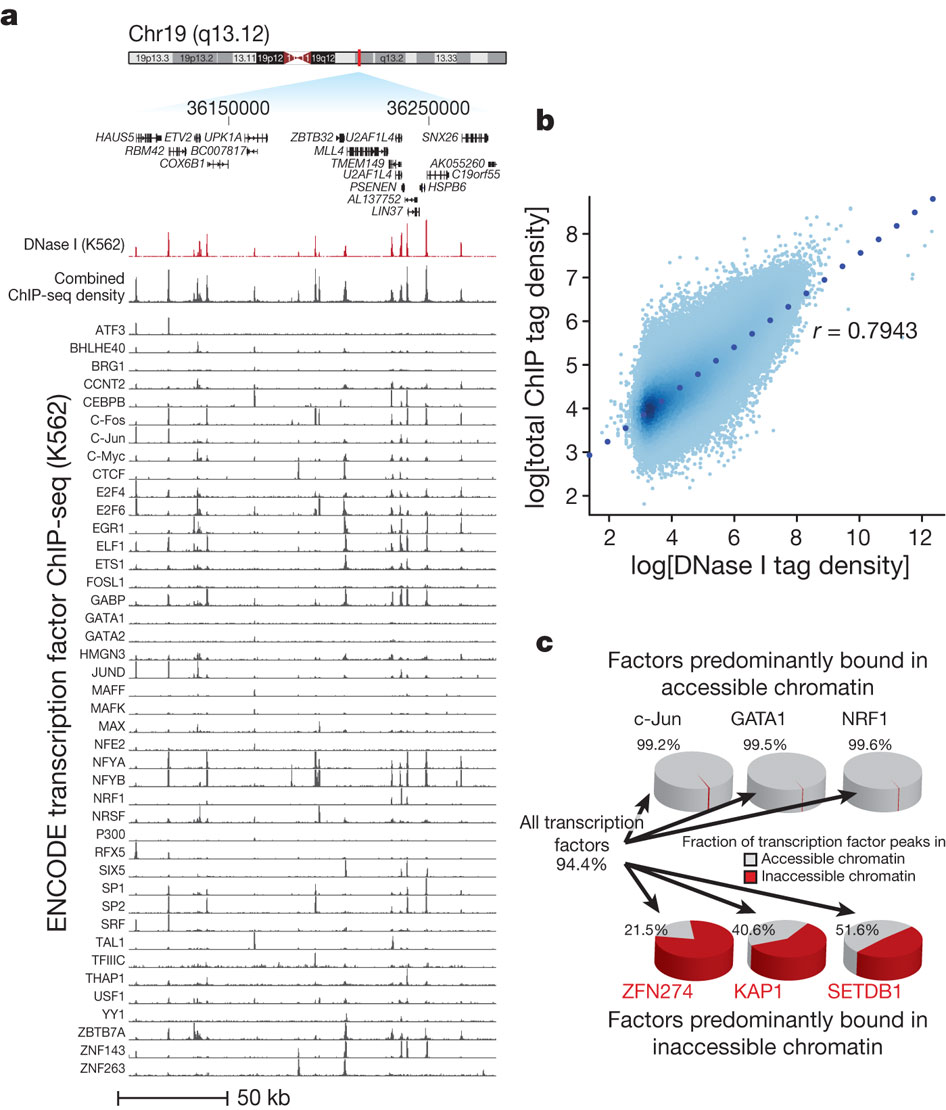 a
Chr19 (q13.12)
19p13.3 19p13.2 13.11 19p12 19q12 q13.2 13.33
36150000 36250000
HAUS5 ETV2 UPK1A ZBTB32 U2AF1L4 SNX26
RBM42 BC007817 MLL4 AK055260
COX6B1 TMEM149 C19orf55
U2AF1L4
PSENEN HSPB6
AL137752
LIN37
DNase I (K562)
Combined
ChIP-seq density
ENCODE transcription factor ChIP-seq (K562)
ATF3
BHLHE40
BRG1
CCNT2
CEBPB
C-Fos
C-Jun
C-Myc
CTCF
E2F4
E2F6
EGR1
ELF1
ETS1
FOSL1
GABP
GATA1
GATA2
HMGN3
JUND
MAFF
MAFK
MAX
NFE2
NFYA
NFYB
NRF1
NRSF
P300
RFX5
SIX5
SP1
SP2
SRF
TAL1
TFIIIC
THAP1
USF1
YY1
ZBTB7A
ZNF143
ZNF263
50 kb
b
log[total ChIP tag density]
8
7
6
5
4
3
2
r = 0.7943
2 4 6 8 10 12
log[DNase I tag density]
c
Factors predominantly bound in
accessible chromatin
c-Jun GATA1 NRF1
99.2% 99.5% 99.6%
All transcription
factors
94.4%
Fraction of transcription factor peaks in
Accessible chromatin
Inaccessible chromatin
21.5% 40.6% 51.6%
ZFN274 KAP1 SETDB1
Factors predominantly bound in
inaccessible chromatin